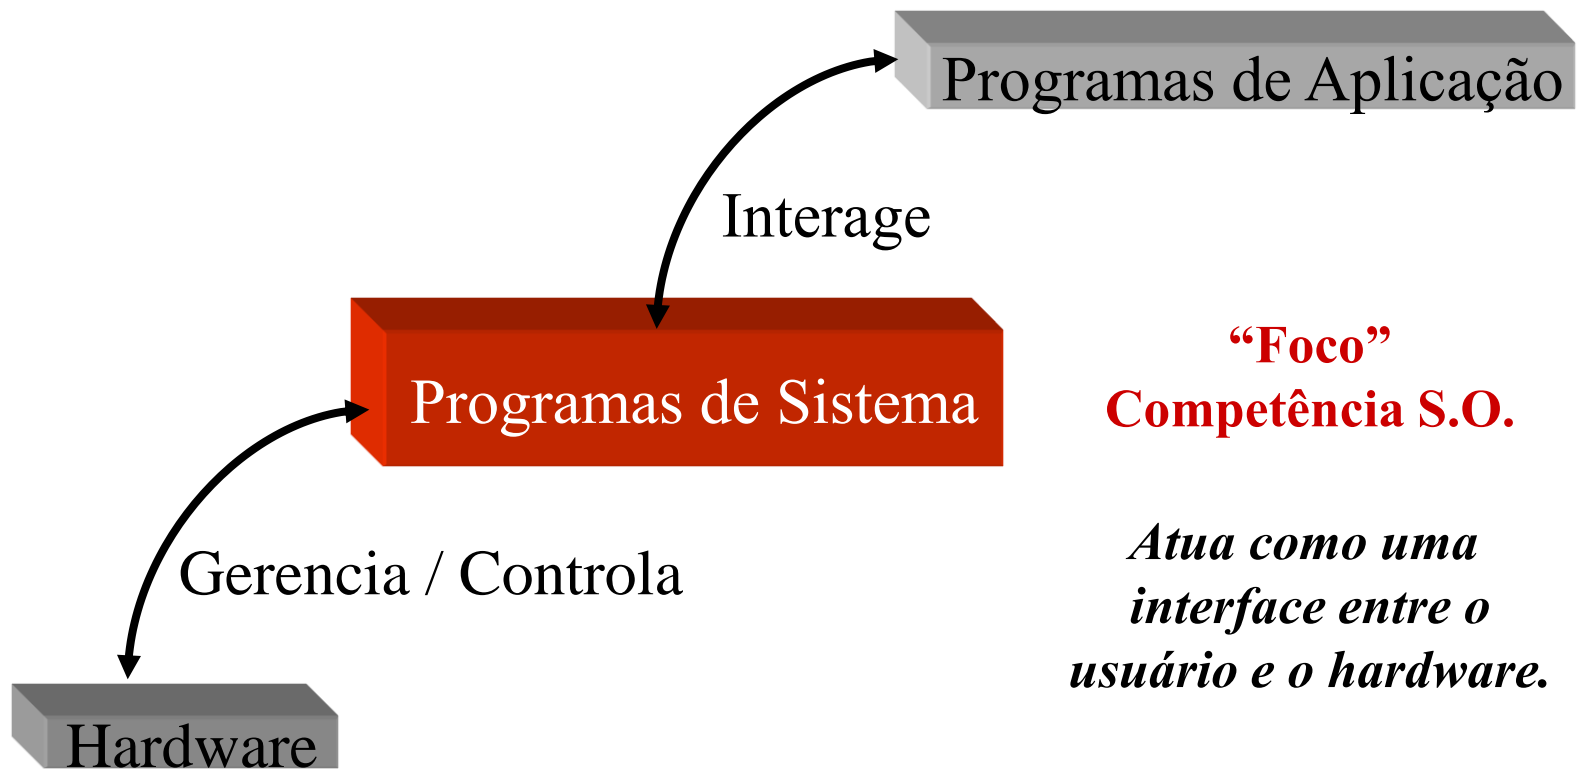 Programas de Aplicação
Interage
Programas de Sistema
“Foco”
Competência S.O.
Gerencia / Controla
Atua como uma
interface entre o
usuário e o hardware.
Hardware